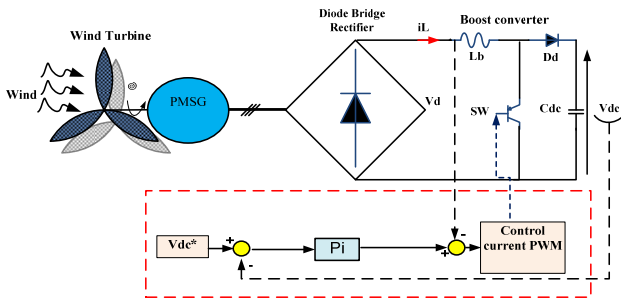 Diode Bridge
Rectifier
iL
Boost converter
Wind Turbine
Lb
Dd
Wind
PMSG
Vd
SW
Cdc
Vdc
Vdc*
+
-
Pi
-
+
Control
current PWM